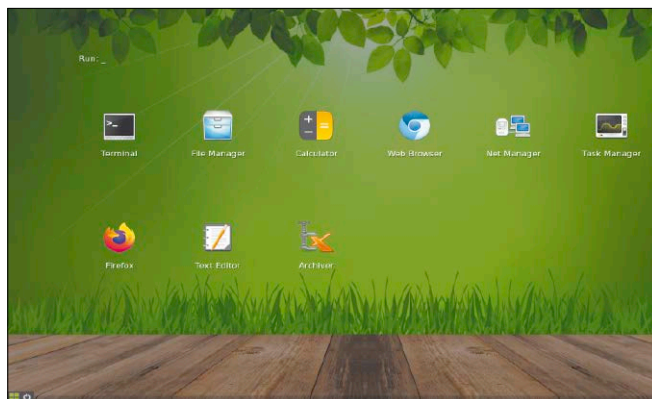 Run:_
Terminal
File Manager
Calculator
Web Browser
Net Manager
Task Manager
Firefox
Text Editor
Archiver